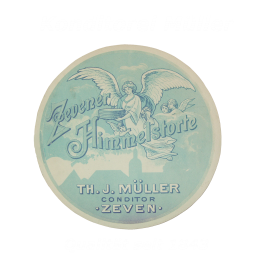 Zevener
Himmelstorte
TH. J. MÜLLER
CONDITOR
·ZEVEN·